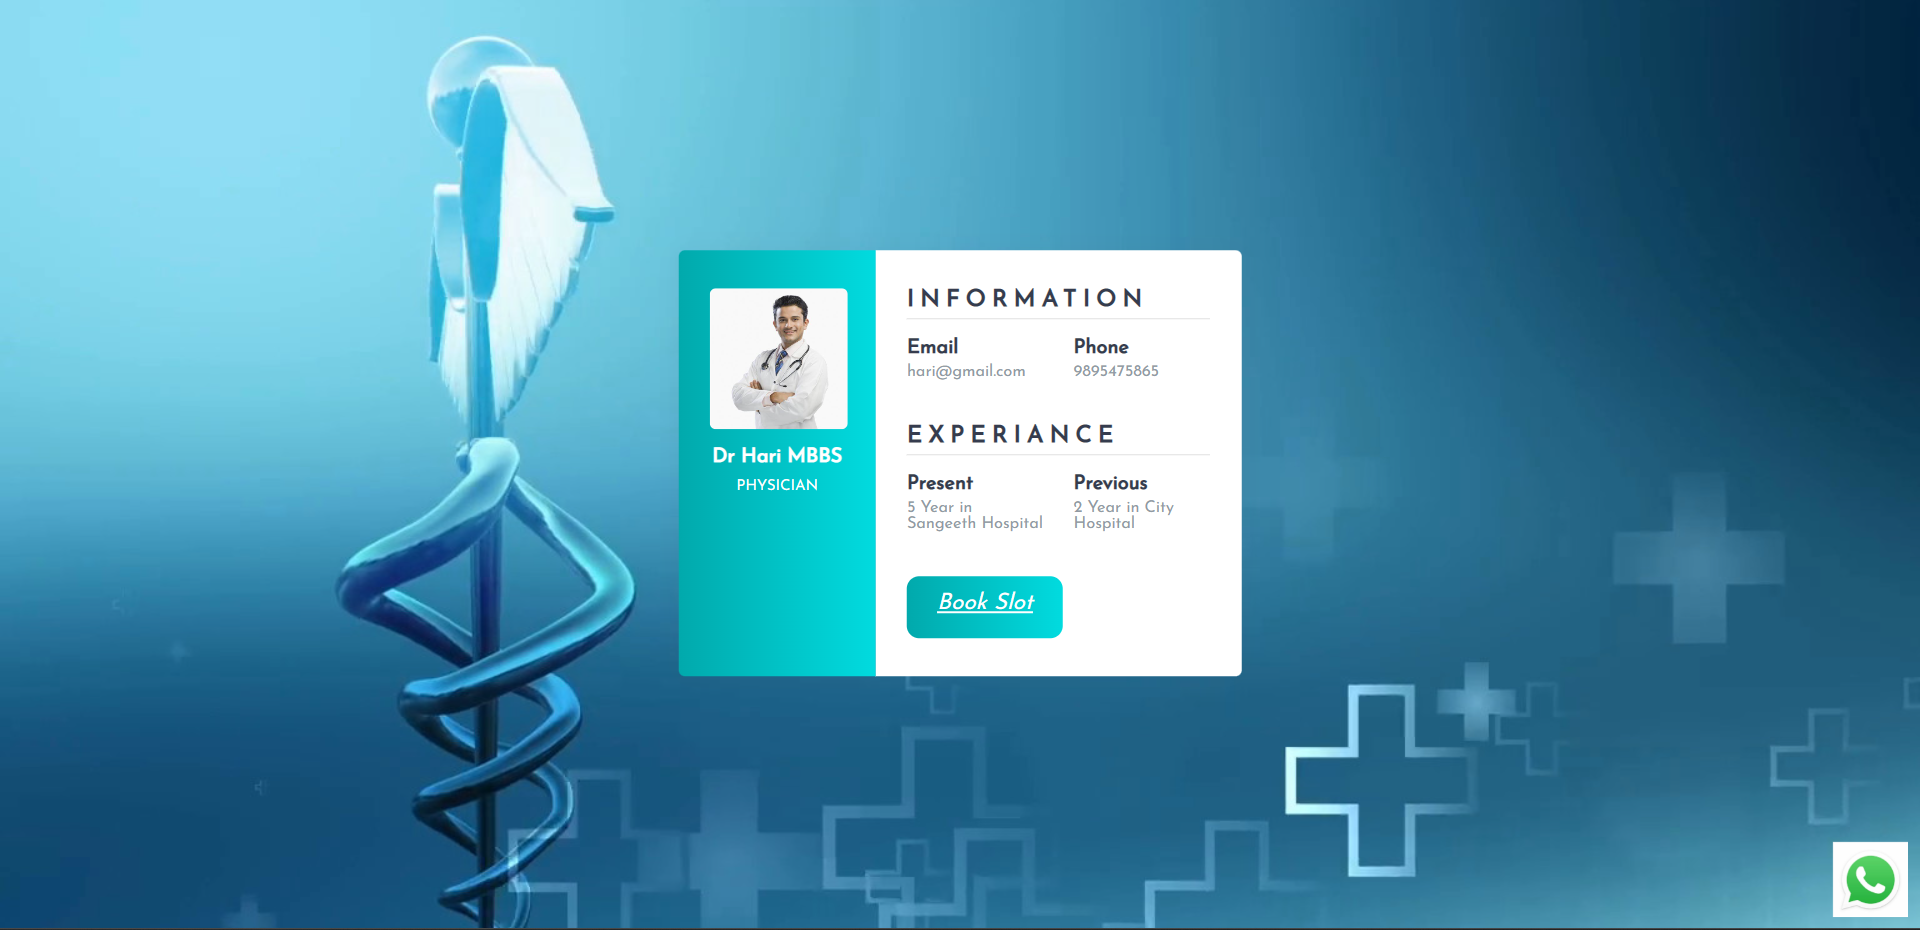 Dr Hari MBBS
PHYSICIAN
INFORMATION
Email
hari@gmail.com
Phone
9895475865
EXPERIANCE
Present
5 Year in
Sangeeth Hospital
Previous
2 Year in City
Hospital
Book Slot